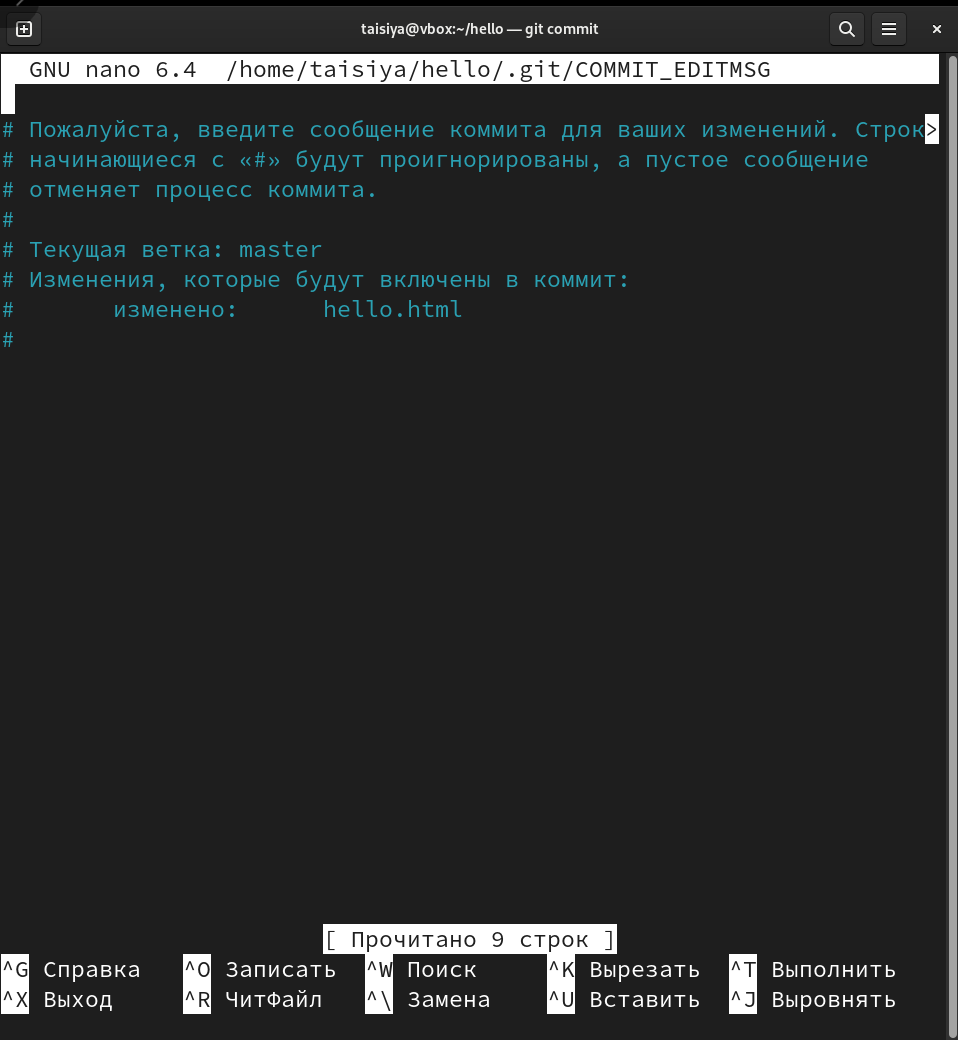 taisiya@vbox:~/hello — git commit
GNU nano 6.4 /home/taisiya/hello/.git/COMMIT_EDITMSG
# Пожалуйста, введите сообщение коммита для ваших изменений. Строк>
# начинающиеся с «#» будут проигнорированы, а пустое сообщение
# отменяет процесс коммита.
#
# Текущая ветка: master
# Изменения, которые будут включены в коммит:
#       изменено:      hello.html
#
[ Прочитано 9 строк ]
^G Справка ^O Записать ^W Поиск ^K Вырезать ^T Выполнить
^X Выход ^R ЧитФайл ^\ Замена ^U Вставить ^J Выровнять